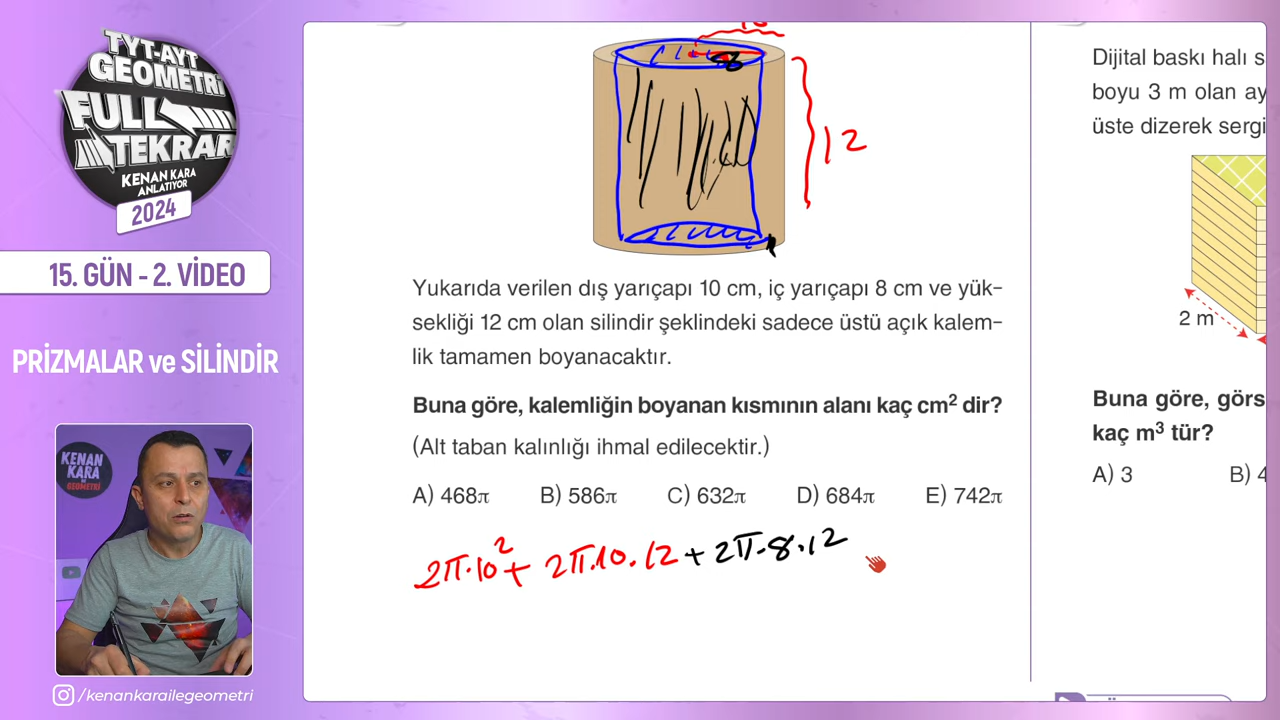 TYT-AYT
GEOMETRİ
FULL
TEKRAR
KENAN KARA
ANLATIYOR
2024
15. GÜN - 2. VİDEO
PRİZMALAR ve SİLİNDİR
KENAN
KARA
GEOMETRİ
/kenankarailegeometri
8
12
Yukarıda verilen dış yarıçapı 10 cm, iç yarıçapı 8 cm ve yük-
sekliği 12 cm olan silindir şeklindeki sadece üstü açık kalem-
lik tamamen boyanacaktır.
Buna göre, kalemliğin boyanan kısmının alanı kaç cm² dir?
(Alt taban kalınlığı ihmal edilecektir.)
A) 468π B) 586π C) 632π D) 684π E) 742π
2π.10² + 2π.10.12 + 2π.8.12
Dijital baskı halı s
boyu 3 m olan ay
üste dizerek sergi
2 m
Buna göre, görs
kaç m³ tür?
A) 3 B) 4